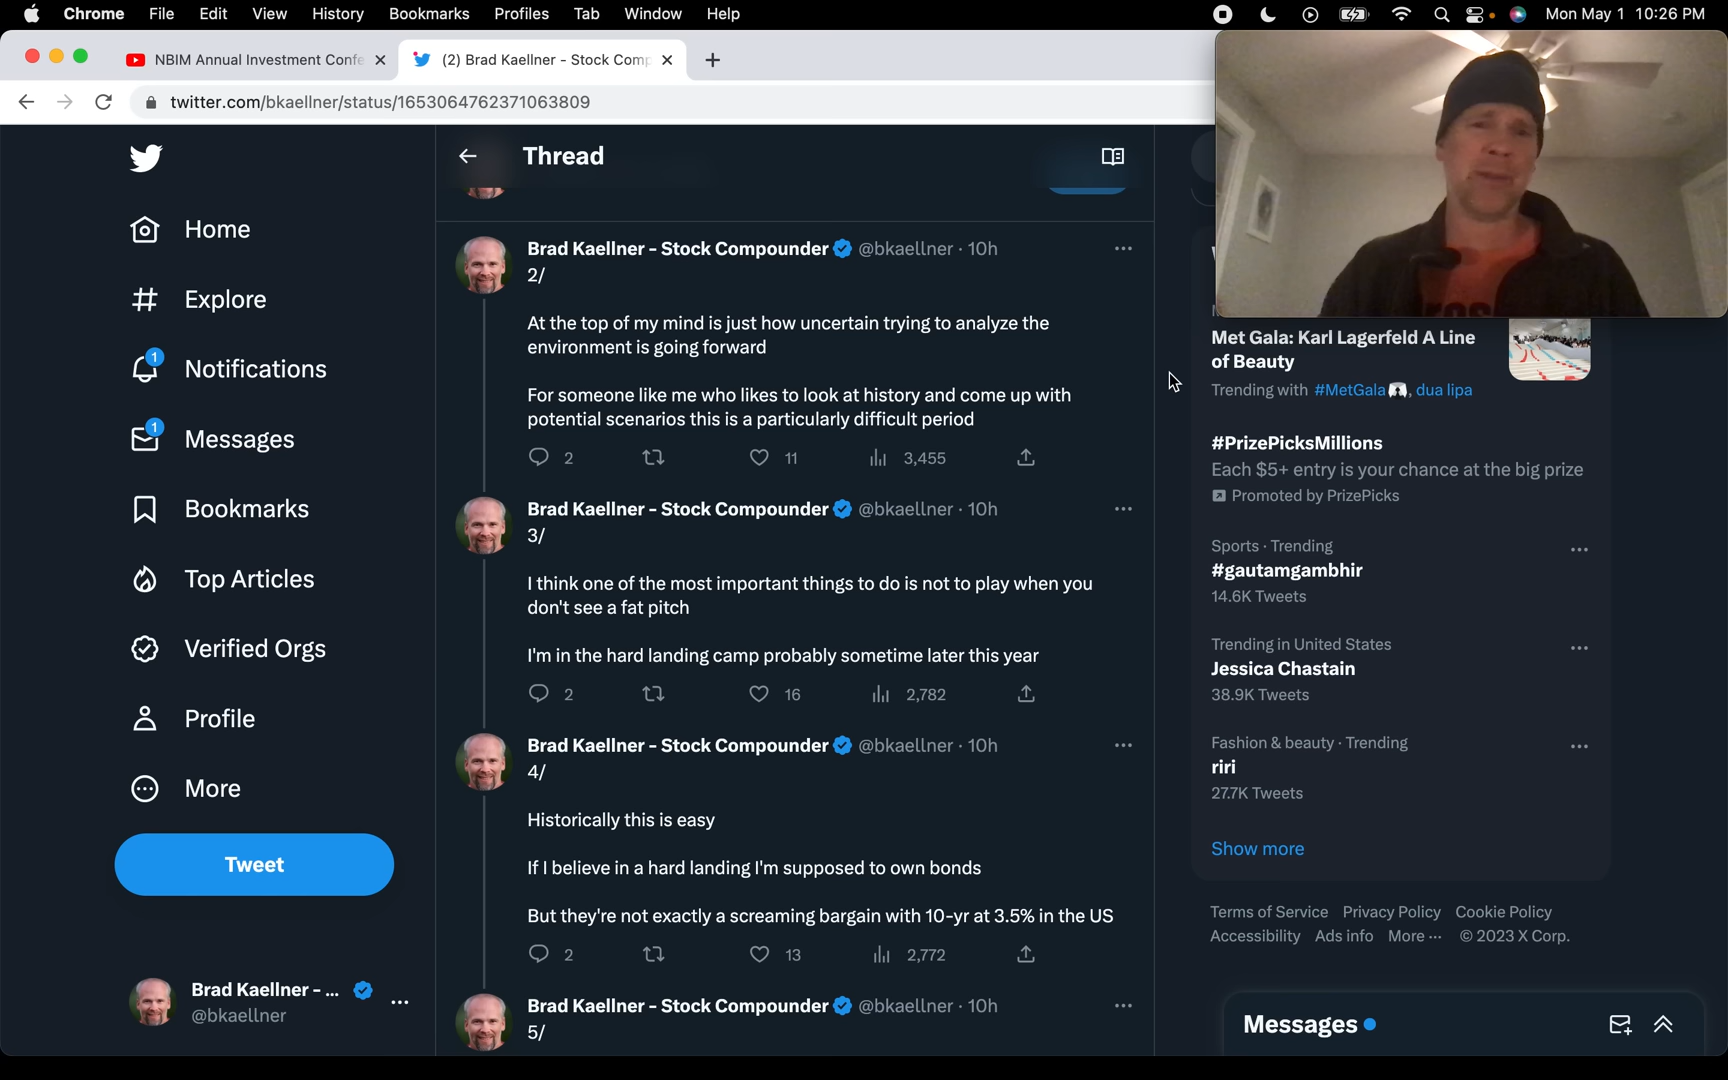 Chrome File Edit View History Bookmarks Profiles Tab Window Help
Mon May 1 10:26 PM
NBIM Annual Investment Confe
(2) Brad Kaellner - Stock Comp
twitter.com/bkaellner/status/1653064762371063809
Home
Explore
1
Notifications
1
Messages
Bookmarks
Top Articles
Verified Orgs
Profile
More
Tweet
Brad Kaellner - ...
@bkaellner
Thread
Brad Kaellner - Stock Compounder @bkaellner · 10h
2/
At the top of my mind is just how uncertain trying to analyze the
environment is going forward
For someone like me who likes to look at history and come up with
potential scenarios this is a particularly difficult period
2 11 3,455
Brad Kaellner - Stock Compounder @bkaellner · 10h
3/
I think one of the most important things to do is not to play when you
don't see a fat pitch
I'm in the hard landing camp probably sometime later this year
2 16 2,782
Brad Kaellner - Stock Compounder @bkaellner · 10h
4/
Historically this is easy
If I believe in a hard landing I'm supposed to own bonds
But they're not exactly a screaming bargain with 10-yr at 3.5% in the US
2 13 2,772
Brad Kaellner - Stock Compounder @bkaellner · 10h
5/
Met Gala: Karl Lagerfeld A Line
of Beauty
Trending with #MetGala, dua lipa
#PrizePicksMillions
Each $5+ entry is your chance at the big prize
Promoted by PrizePicks
Sports · Trending
#gautamgambhir
14.6K Tweets
Trending in United States
Jessica Chastain
38.9K Tweets
Fashion & beauty · Trending
riri
27.7K Tweets
Show more
Terms of Service Privacy Policy Cookie Policy
Accessibility Ads info More ··· © 2023 X Corp.
Messages